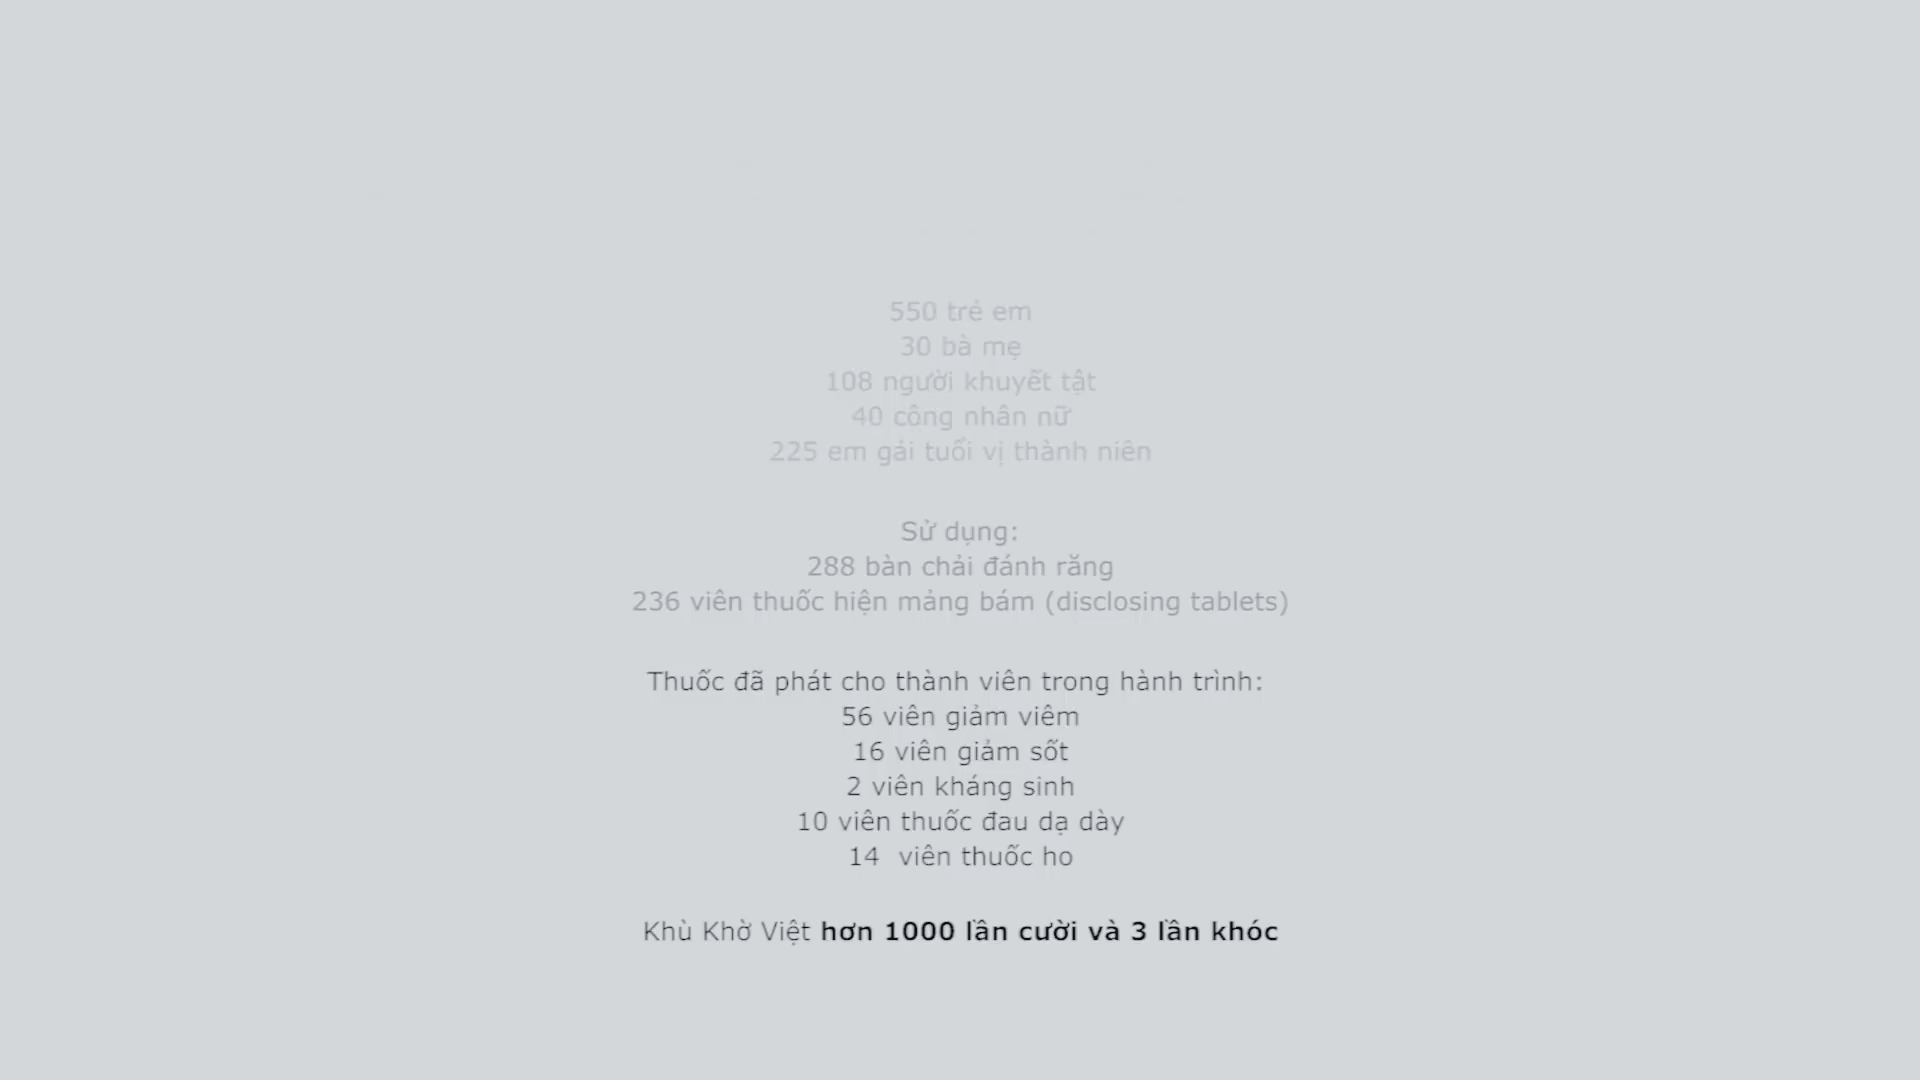 550 trẻ em
30 bà mẹ
108 người khuyết tật
40 công nhân nữ
225 em gái tuổi vị thành niên
Sử dụng:
288 bàn chải đánh răng
236 viên thuốc hiện mảng bám (disclosing tablets)
Thuốc đã phát cho thành viên trong hành trình:
56 viên giảm viêm
16 viên giảm sốt
2 viên kháng sinh
10 viên thuốc đau dạ dày
14 viên thuốc ho
Khù Khờ Việt hơn 1000 lần cười và 3 lần khóc